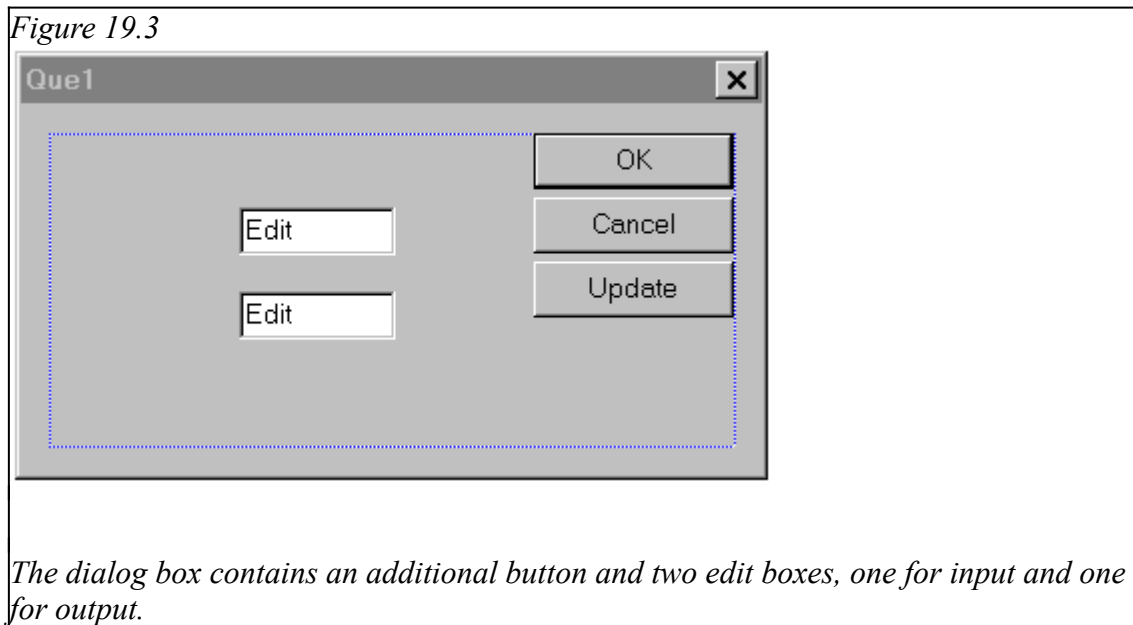 Figure 19.3
Que1
OK
Edit
Cancel
Update
Edit
The dialog box contains an additional button and two edit boxes, one for input and one
for output.